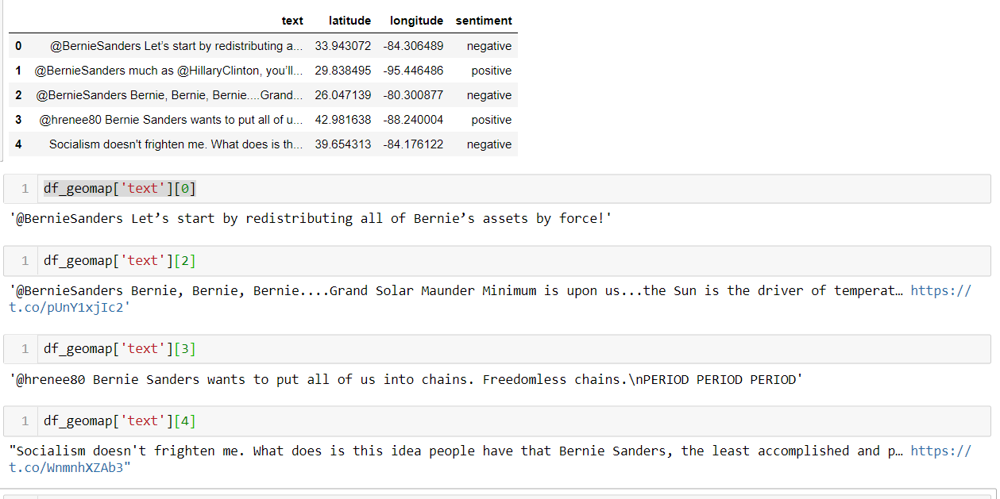 text latitude longitude sentiment
0 @BernieSanders Let’s start by redistributing a... 33.943072 -84.306489 negative
1 @BernieSanders much as @HillaryClinton, you’ll... 29.838495 -95.446486 positive
2 @BernieSanders Bernie, Bernie, Bernie....Grand... 26.047139 -80.300877 negative
3 @hrenee80 Bernie Sanders wants to put all of u... 42.981638 -88.240004 positive
4 Socialism doesn't frighten me. What does is th... 39.654313 -84.176122 negative
1 df_geomap['text'][0]
'@BernieSanders Let’s start by redistributing all of Bernie’s assets by force!'
1 df_geomap['text'][2]
'@BernieSanders Bernie, Bernie, Bernie....Grand Solar Maunder Minimum is upon us...the Sun is the driver of temperat… https://
t.co/pUnY1xjIc2'
1 df_geomap['text'][3]
'@hrenee80 Bernie Sanders wants to put all of us into chains. Freedomless chains.\nPERIOD PERIOD PERIOD'
1 df_geomap['text'][4]
"Socialism doesn't frighten me. What does is this idea people have that Bernie Sanders, the least accomplished and p… https://
t.co/WnmnhXZAb3"